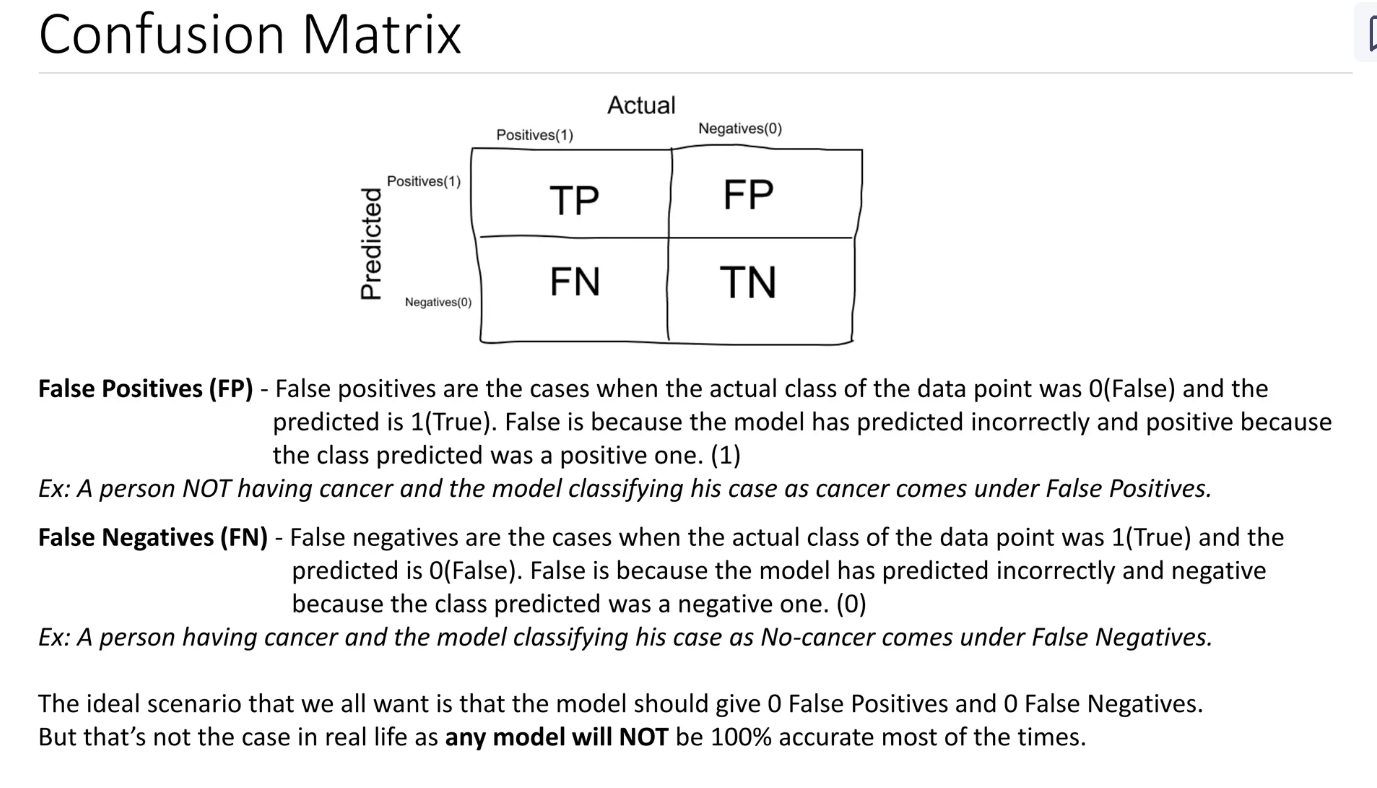 Confusion Matrix
Actual
Positives(1)
Negatives(0)
Predicted
Positives(1)
TP
FP
Negatives(0)
FN
TN
False Positives (FP) - False positives are the cases when the actual class of the data point was 0(False) and the
predicted is 1(True). False is because the model has predicted incorrectly and positive because
the class predicted was a positive one. (1)
Ex: A person NOT having cancer and the model classifying his case as cancer comes under False Positives.
False Negatives (FN) - False negatives are the cases when the actual class of the data point was 1(True) and the
predicted is 0(False). False is because the model has predicted incorrectly and negative
because the class predicted was a negative one. (0)
Ex: A person having cancer and the model classifying his case as No-cancer comes under False Negatives.
The ideal scenario that we all want is that the model should give 0 False Positives and 0 False Negatives.
But that’s not the case in real life as any model will NOT be 100% accurate most of the times.